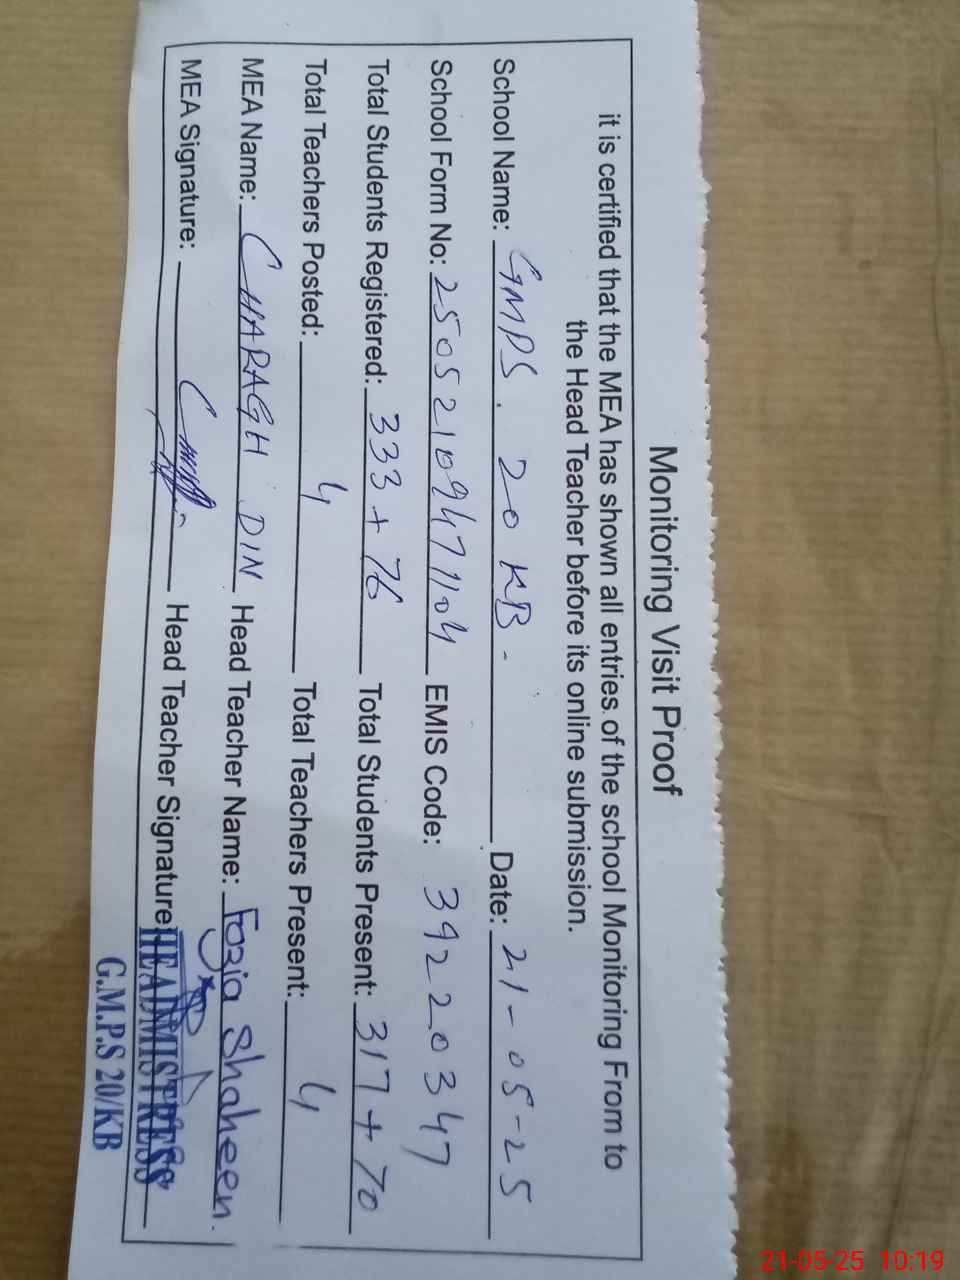 Monitoring Visit Proof
it is certified that the MEA has shown all entries of the school Monitoring From to
the Head Teacher before its online submission.
School Name: GMPS. 20 KB. Date: 21-05-25
School Form No: 25052109471104 EMIS Code: 39220347
Total Students Registered: 333 + 76 Total Students Present: 317 + 70
Total Teachers Posted: 4 Total Teachers Present: 4
MEA Name: CHARAGH DIN Head Teacher Name: Fozia Shaheen.
MEA Signature: Head Teacher Signature:
HEADMISTRESS
G.M.P.S 20/KB
21-05-25 10:19